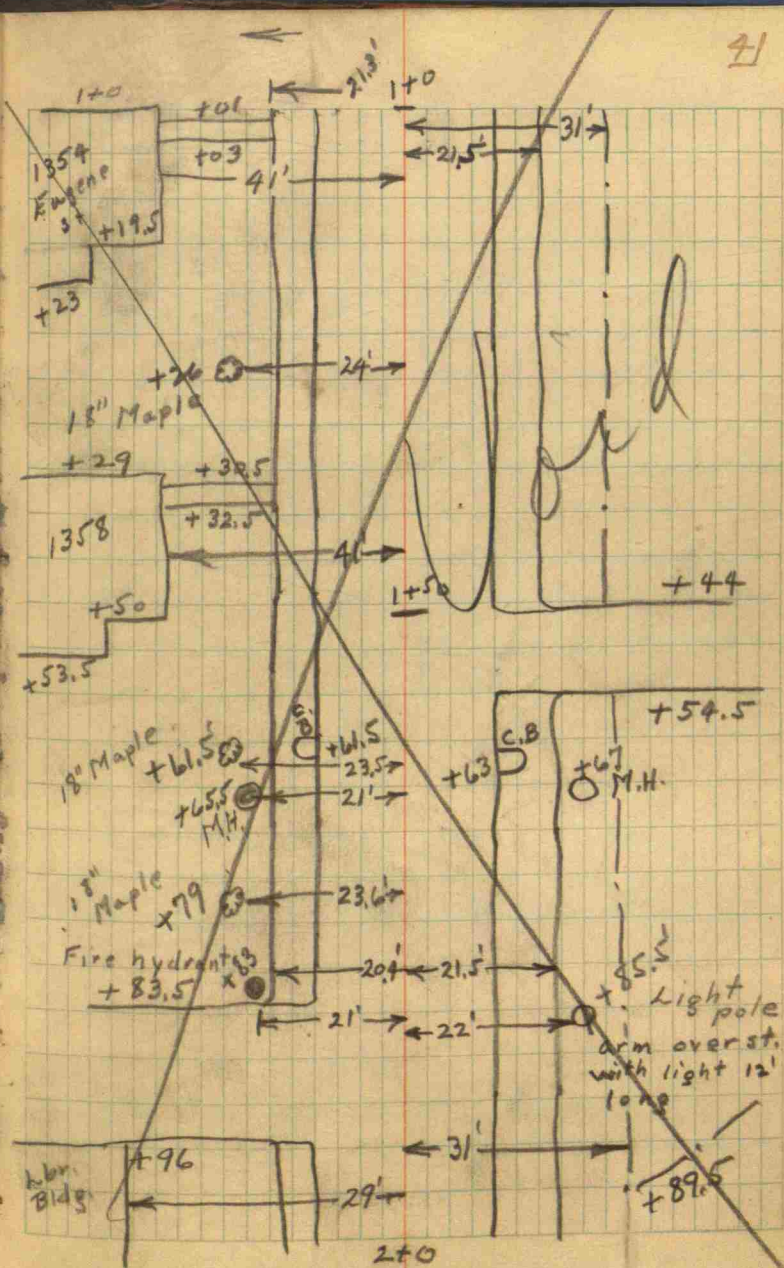 41
21.3'
1+0
1+0
+01
31'
+03
21.5'
1354
41'
Eugene
St
+19.5
+23
+26
24'
18" Maple
+29
+30.5
+32.5
1358
41'
+44
+50
1+50
+53.5
+54.5
C.B.
C.B
18" Maple
+61.5'
+61.5
23.5'
+63
+67
M.H.
+65.5
21'
M.H.
18"
Maple
+79
23.6'
Fire hydrant
+83
20.4'
21.5'
+85.5'
+83.5
Light
pole
21'
22'
arm over st.
with light 12'
long
31'
+96
Lbr.
Bldg.
29'
+89.5
2+0